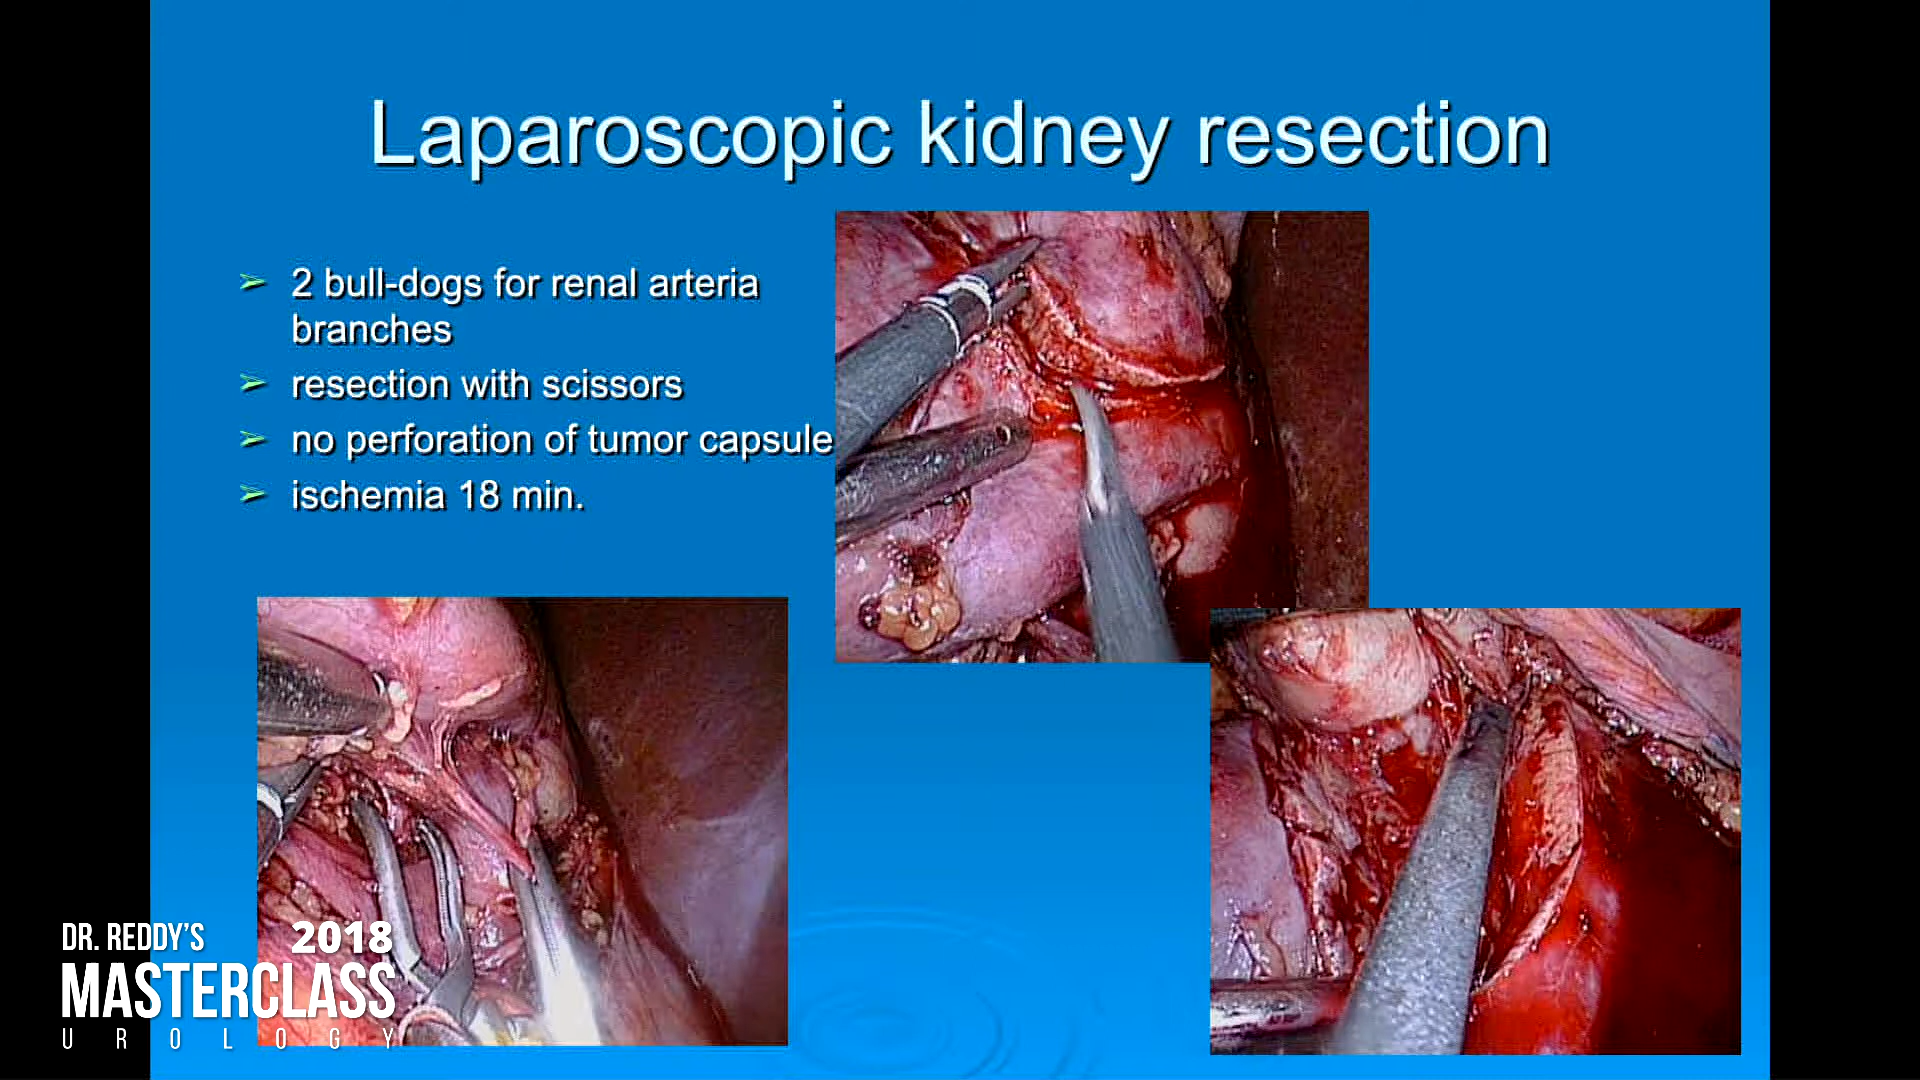 Laparoscopic kidney resection
➢ 2 bull-dogs for renal arteria
branches
➢ resection with scissors
➢ no perforation of tumor capsule
➢ ischemia 18 min.
DR. REDDY'S 2018
MASTERCLASS
UROLOGY